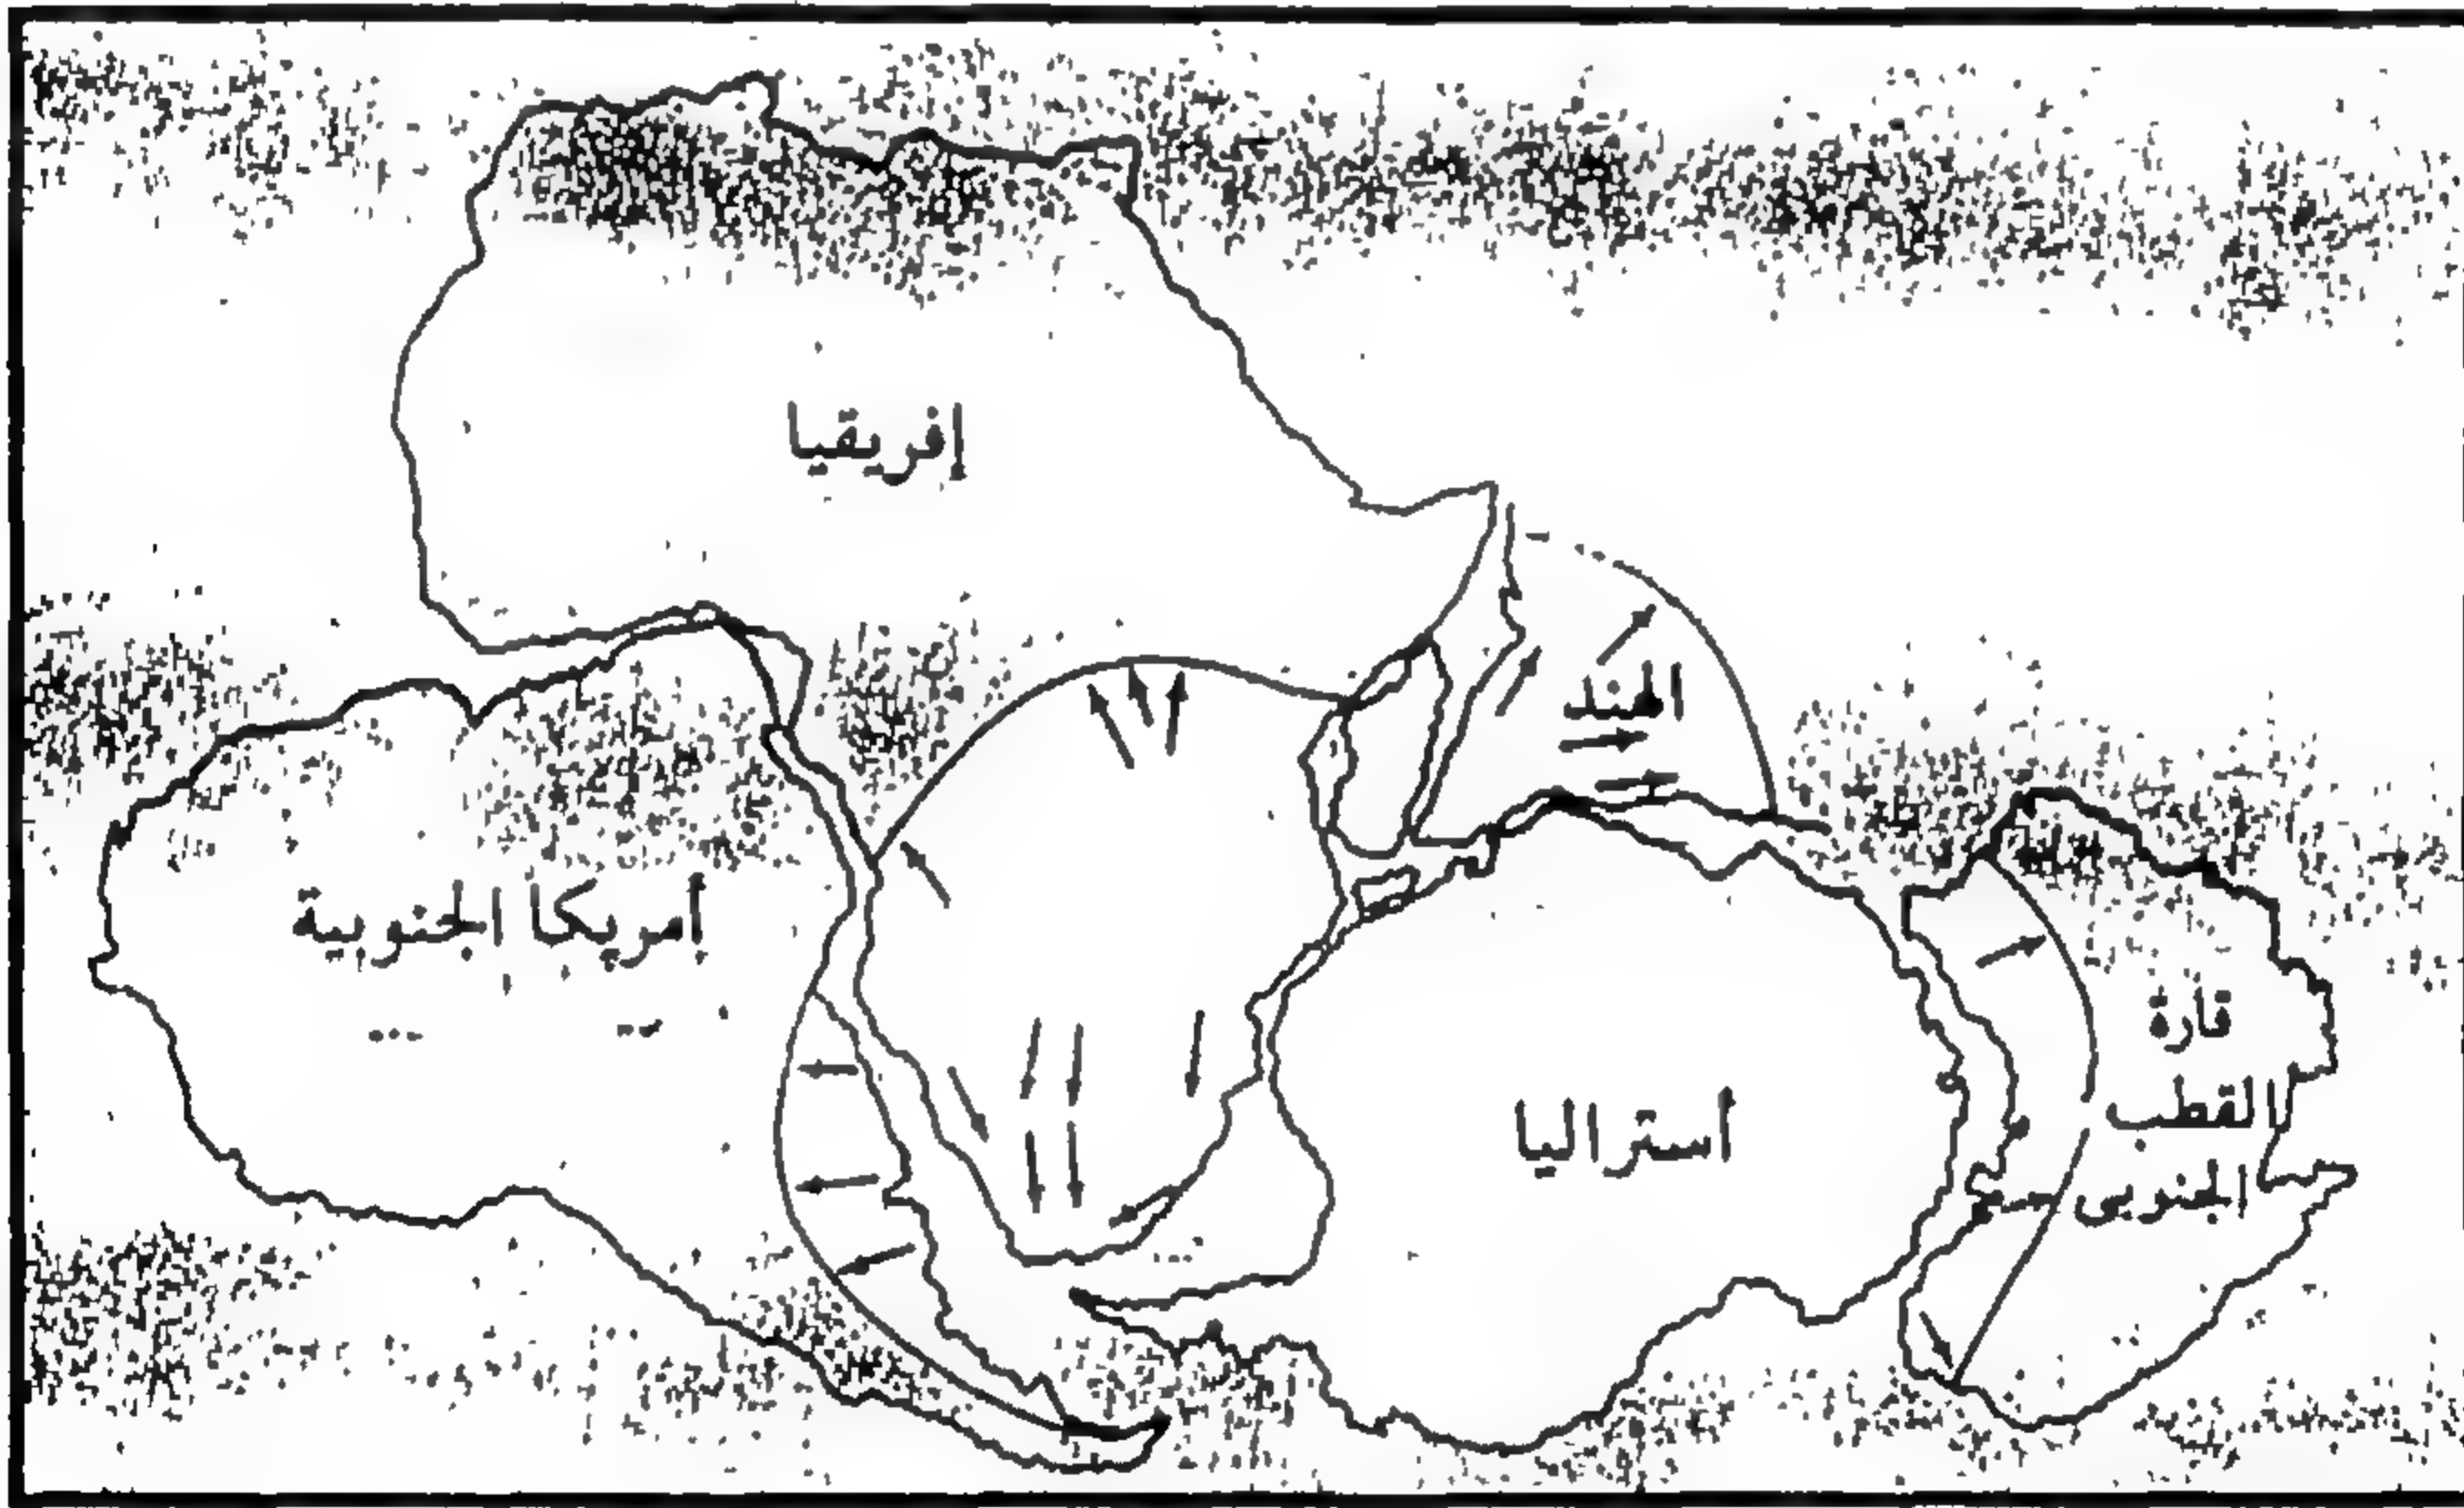 إفريقيا
الهند
أمريكا الجنوبية
أستراليا
قارة
القطب
الجنوبى